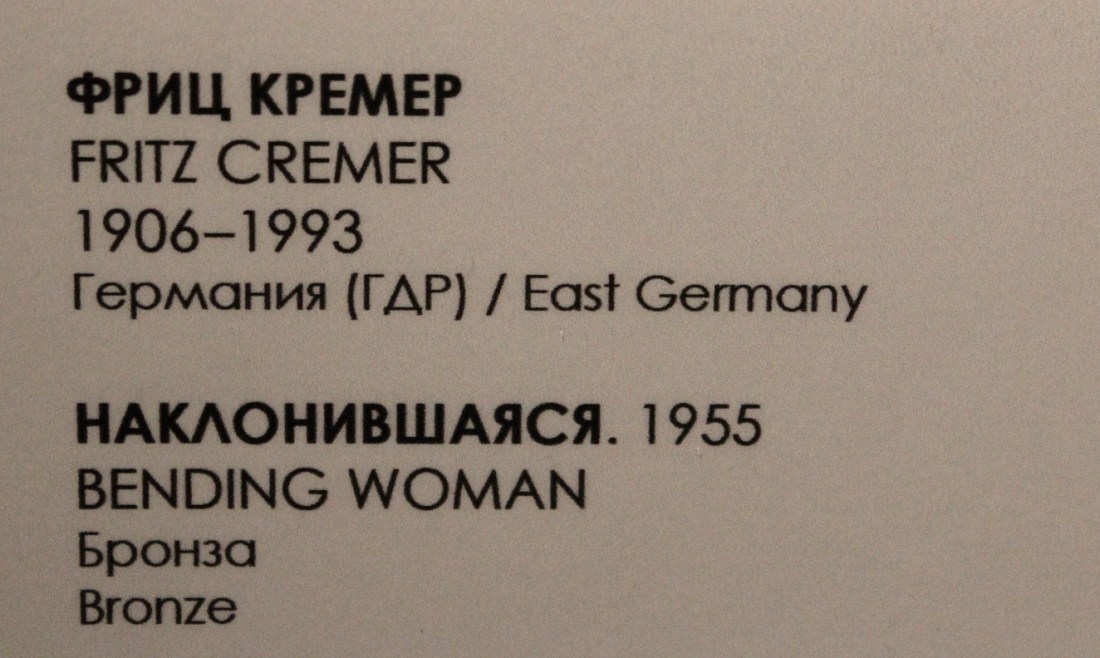 ФРИЦ КРЕМЕР
FRITZ CREMER
1906–1993
Германия (ГДР) / East Germany
НАКЛОНИВШАЯСЯ. 1955
BENDING WOMAN
Бронза
Bronze